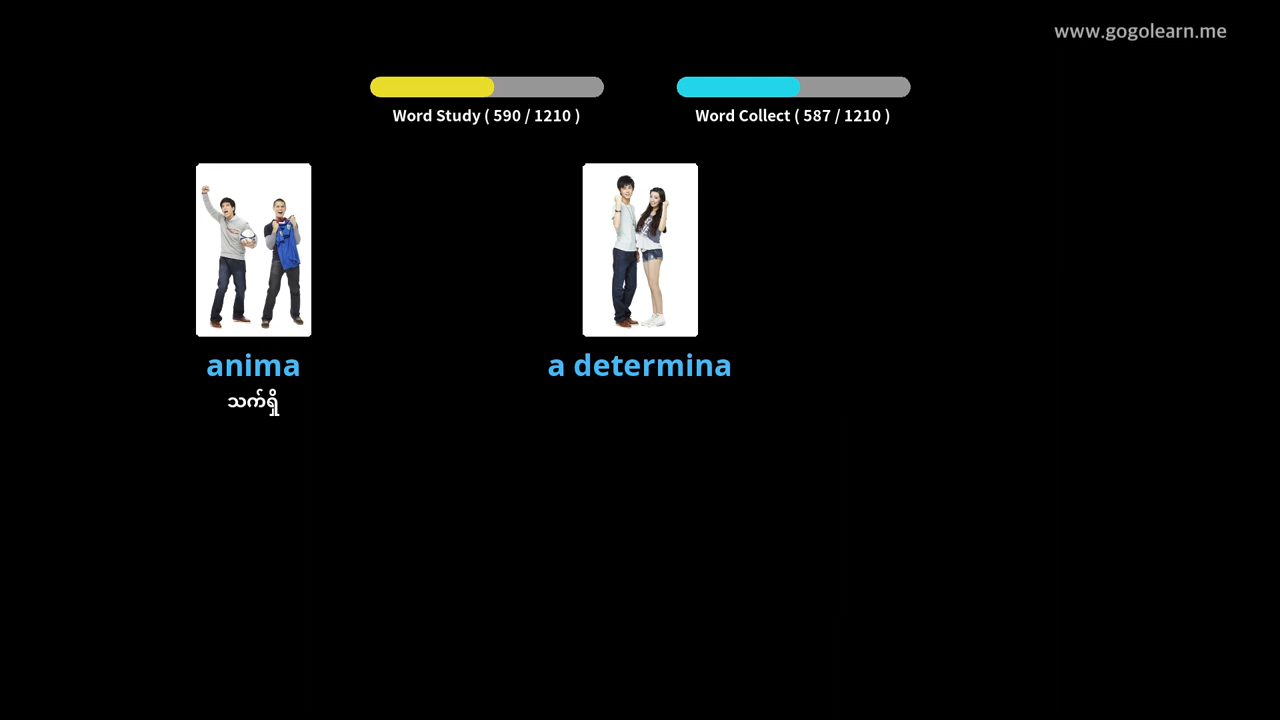 www.gogolearn.me
Word Study ( 590 / 1210 )
Word Collect ( 587 / 1210 )
anima
သက်ရှိ
a determina